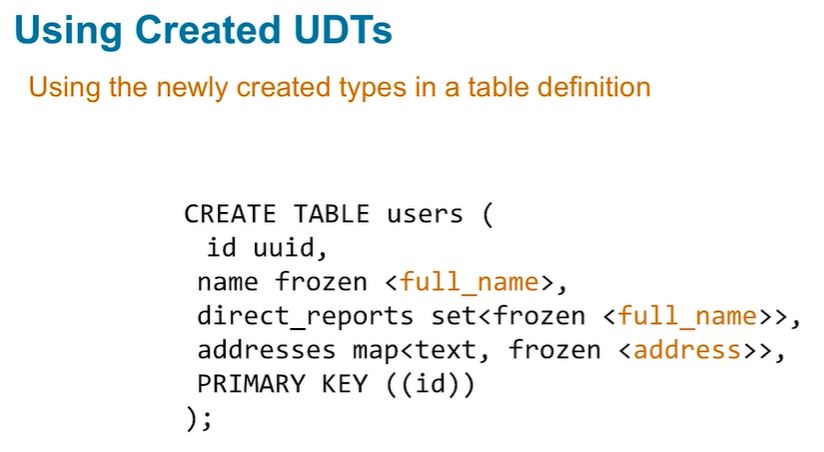 Using Created UDTs
Using the newly created types in a table definition
CREATE TABLE users (
id uuid,
name frozen <full_name>,
direct_reports set<frozen <full_name>>,
addresses map<text, frozen <address>>,
PRIMARY KEY ((id))
);